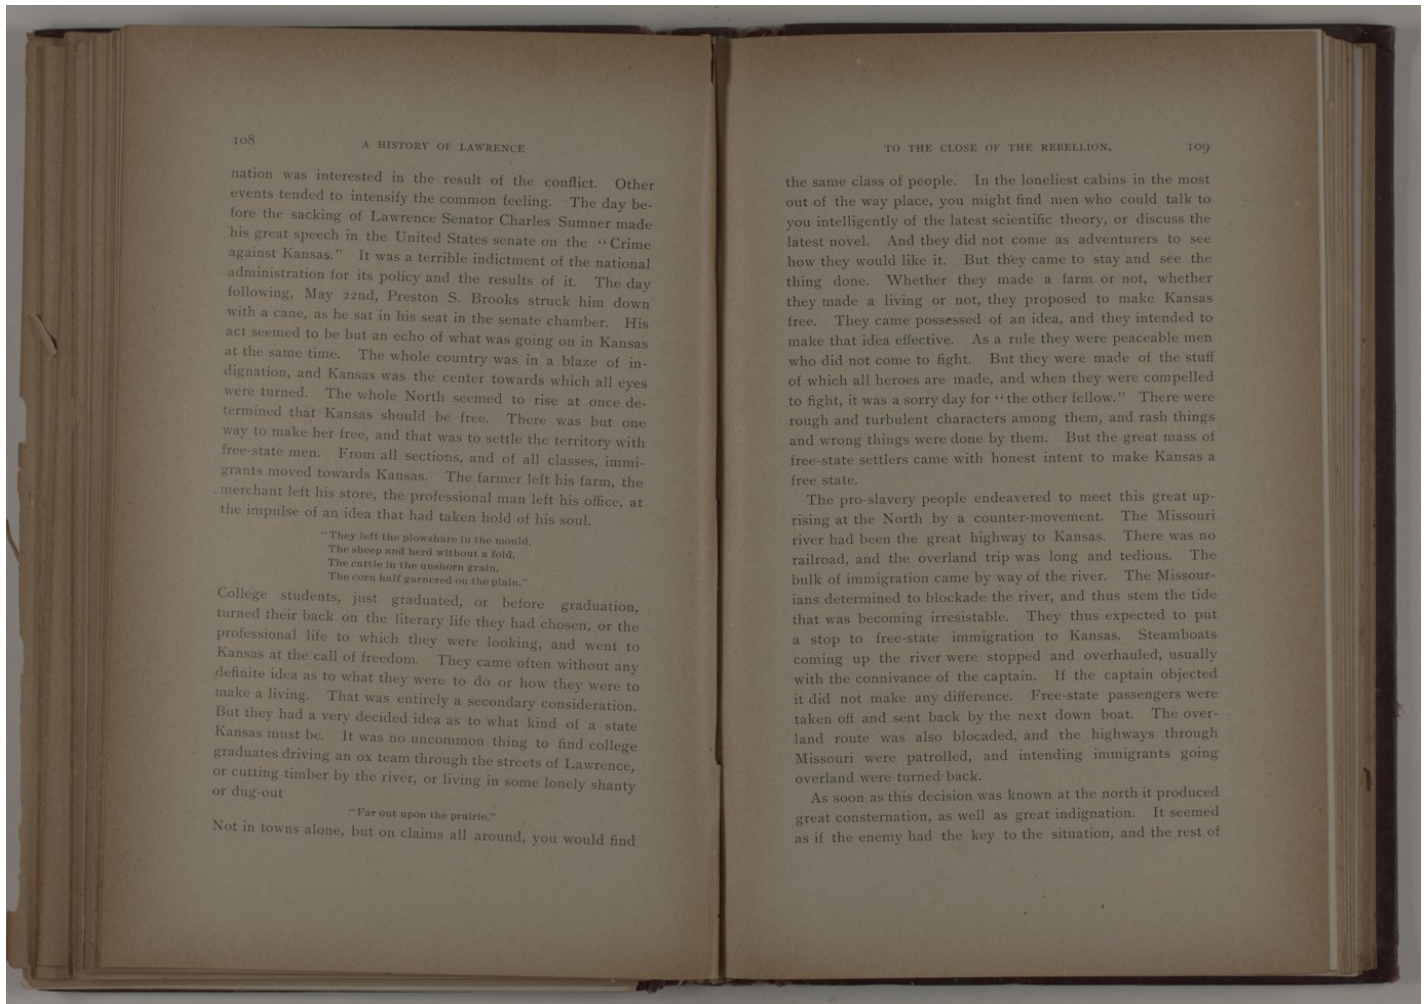 108
A HISTORY OF LAWRENCE
nation was interested in the result of the conflict. Other
events tended to intensify the common feeling. The day be-
fore the sacking of Lawrence Senator Charles Sumner made
his great speech in the United States senate on the "Crime
against Kansas." It was a terrible indictment of the national
administration for its policy and the results of it. The day
following, May 22nd, Preston S. Brooks struck him down
with a cane, as he sat in his seat in the senate chamber. His
act seemed to be but an echo of what was going on in Kansas
at the same time. The whole country was in a blaze of in-
dignation, and Kansas was the center towards which all eyes
were turned. The whole North seemed to rise at once de-
termined that Kansas should be free. There was but one
way to make her free, and that was to settle the territory with
free-state men. From all sections, and of all classes, immi-
grants moved towards Kansas. The farmer left his farm, the
merchant left his store, the professional man left his office, at
the impulse of an idea that had taken hold of his soul.
"They left the plowshare in the mould,
The sheep and herd without a fold,
The cattle in the unshorn grain,
The corn half garnered on the plain."
College students, just graduated, or before graduation,
turned their back on the literary life they had chosen, or the
professional life to which they were looking, and went to
Kansas at the call of freedom. They came often without any
definite idea as to what they were to do or how they were to
make a living. That was entirely a secondary consideration.
But they had a very decided idea as to what kind of a state
Kansas must be. It was no uncommon thing to find college
graduates driving an ox team through the streets of Lawrence,
or cutting timber by the river, or living in some lonely shanty
or dug-out
"Far out upon the prairie."
Not in towns alone, but on claims all around, you would find
TO THE CLOSE OF THE REBELLION.
109
the same class of people. In the loneliest cabins in the most
out of the way place, you might find men who could talk to
you intelligently of the latest scientific theory, or discuss the
latest novel. And they did not come as adventurers to see
how they would like it. But they came to stay and see the
thing done. Whether they made a farm or not, whether
they made a living or not, they proposed to make Kansas
free. They came possessed of an idea, and they intended to
make that idea effective. As a rule they were peaceable men
who did not come to fight. But they were made of the stuff
of which all heroes are made, and when they were compelled
to fight, it was a sorry day for "the other fellow." There were
rough and turbulent characters among them, and rash things
and wrong things were done by them. But the great mass of
free-state settlers came with honest intent to make Kansas a
free state.
The pro-slavery people endeavered to meet this great up-
rising at the North by a counter-movement. The Missouri
river had been the great highway to Kansas. There was no
railroad, and the overland trip was long and tedious. The
bulk of immigration came by way of the river. The Missour-
ians determined to blockade the river, and thus stem the tide
that was becoming irresistable. They thus expected to put
a stop to free-state immigration to Kansas. Steamboats
coming up the river were stopped and overhauled, usually
with the connivance of the captain. If the captain objected
it did not make any difference. Free-state passengers were
taken off and sent back by the next down boat. The over-
land route was also blocaded, and the highways through
Missouri were patrolled, and intending immigrants going
overland were turned back.
As soon as this decision was known at the north it produced
great consternation, as well as great indignation. It seemed
as if the enemy had the key to the situation, and the rest of